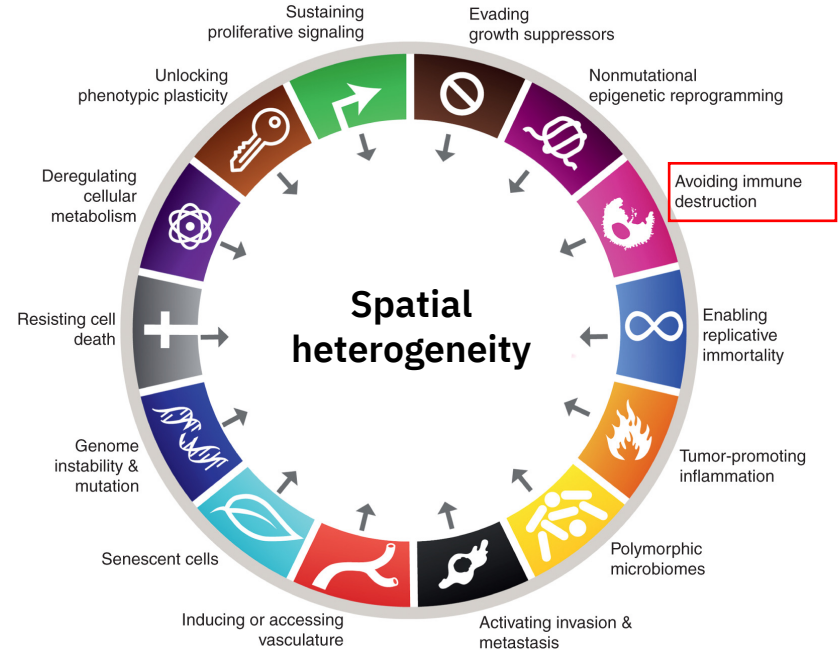 Sustaining
proliferative signaling
Evading
growth suppressors
Unlocking
phenotypic plasticity
Nonmutational
epigenetic reprogramming
Deregulating
cellular
metabolism
Avoiding immune
destruction
Resisting cell
death
Spatial
heterogeneity
Enabling
replicative
immortality
Genome
instability &
mutation
Tumor-promoting
inflammation
Senescent cells
Polymorphic
microbiomes
Inducing or accessing
vasculature
Activating invasion &
metastasis